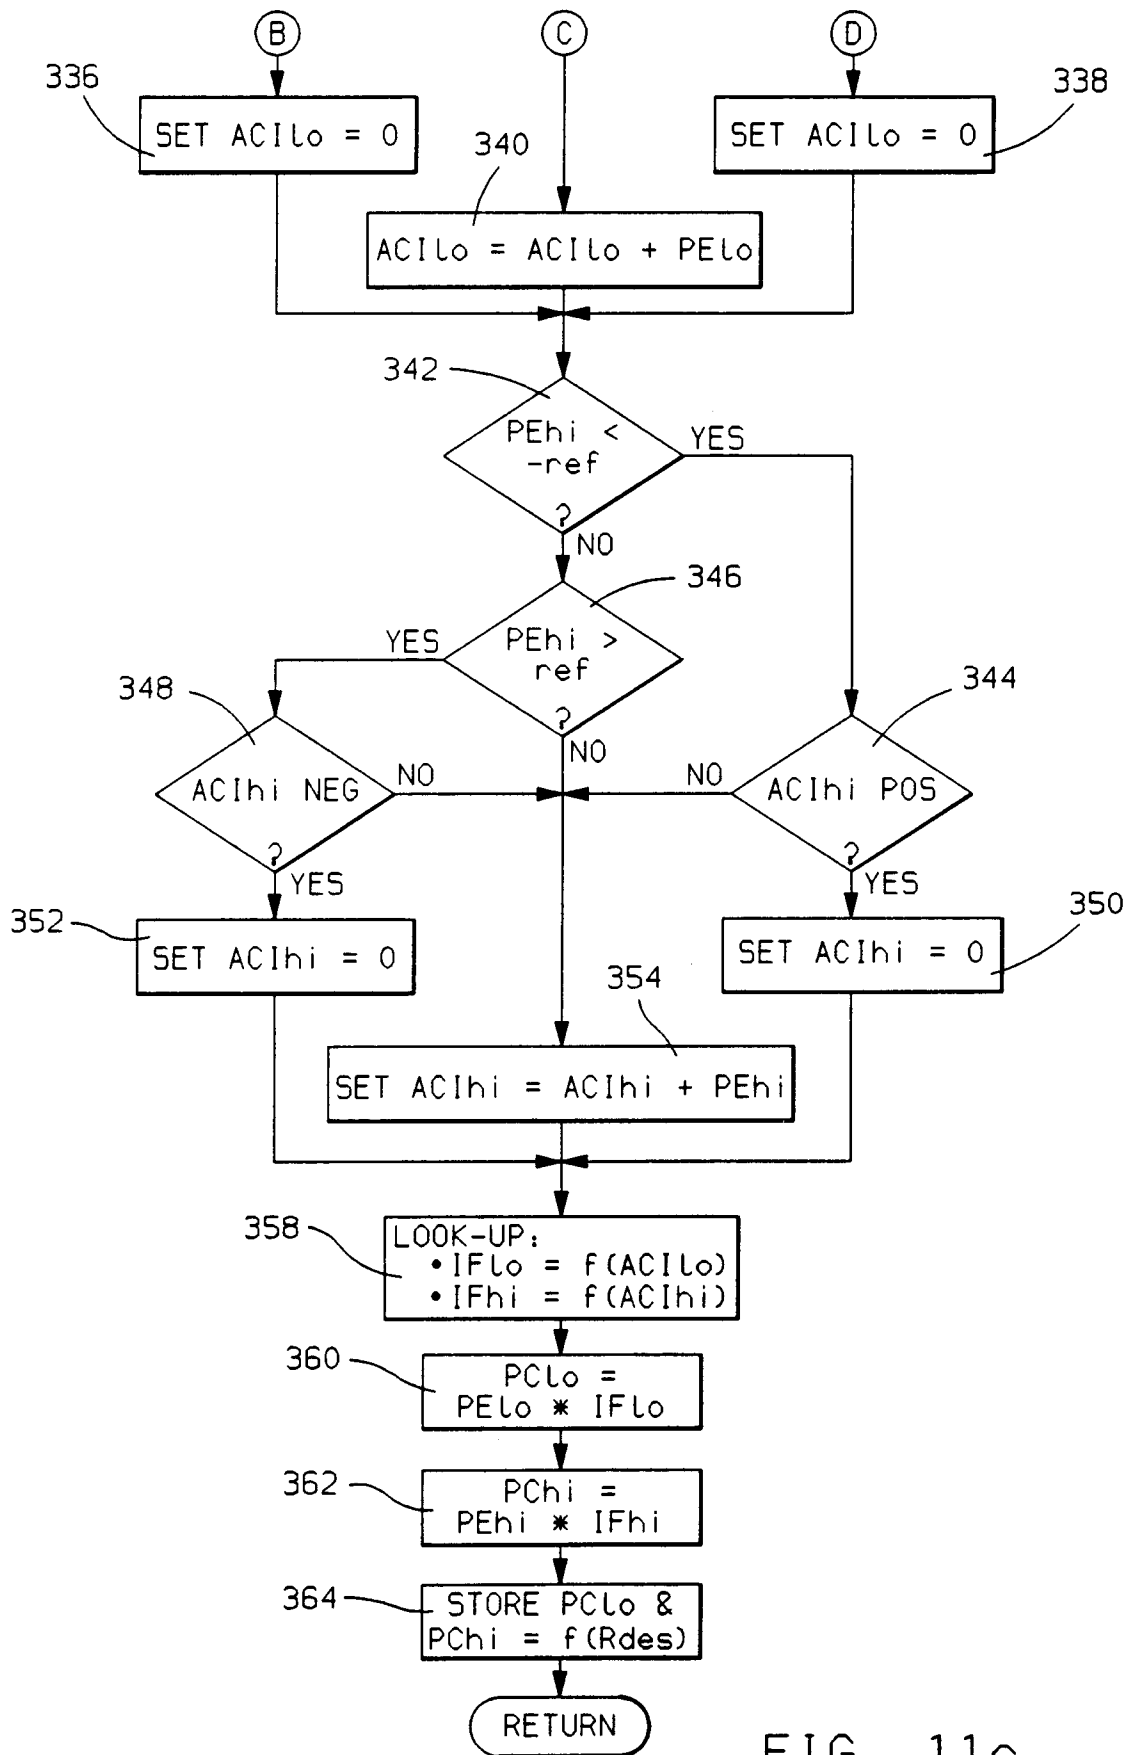 B
C
D
336
338
SET ACIlo = 0
SET ACIlo = 0
340
ACIlo = ACIlo + PElo
342
PEhi <
-ref
?
YES
NO
346
PEhi >
ref
?
YES
NO
348
344
ACIhi NEG
?
NO
YES
NO
ACIhi POS
?
YES
352
350
SET ACIhi = 0
SET ACIhi = 0
354
SET ACIhi = ACIhi + PEhi
358
LOOK-UP:
•IFlo = f(ACIlo)
•IFhi = f(ACIhi)
360
PClo =
PElo * IFlo
362
PChi =
PEhi * IFhi
364
STORE PClo &
PChi = f(Rdes)
RETURN
FIG.